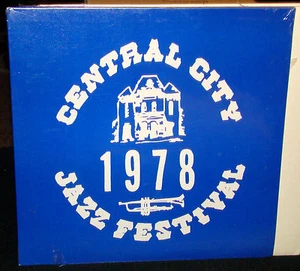 CENTRAL CITY
1978
JAZZ FESTIVAL